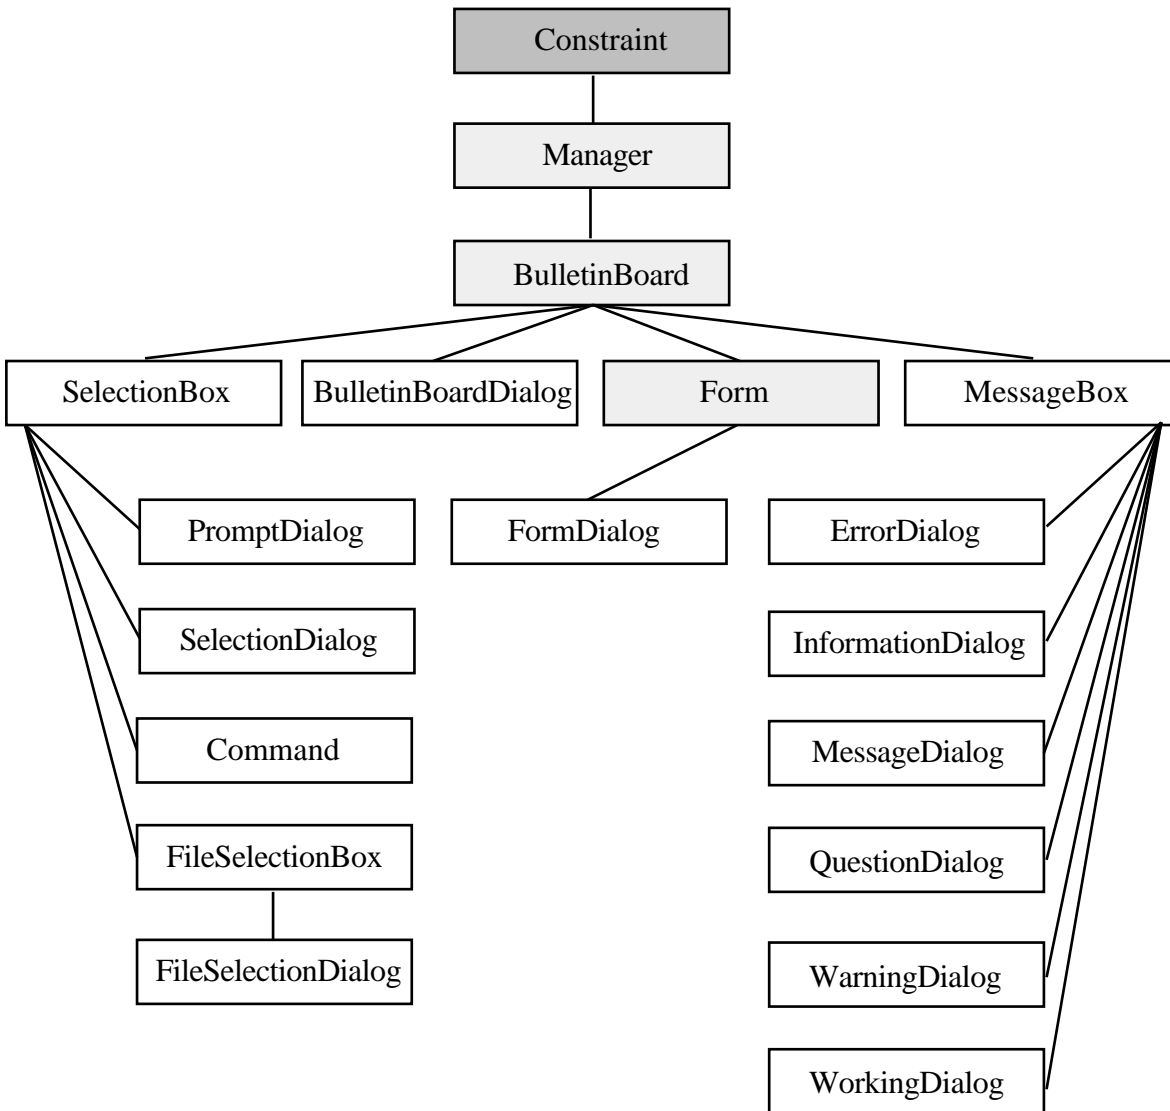 Constraint
Manager
BulletinBoard
SelectionBox
BulletinBoardDialog
Form
MessageBox
PromptDialog
FormDialog
ErrorDialog
SelectionDialog
InformationDialog
Command
MessageDialog
FileSelectionBox
QuestionDialog
FileSelectionDialog
WarningDialog
WorkingDialog